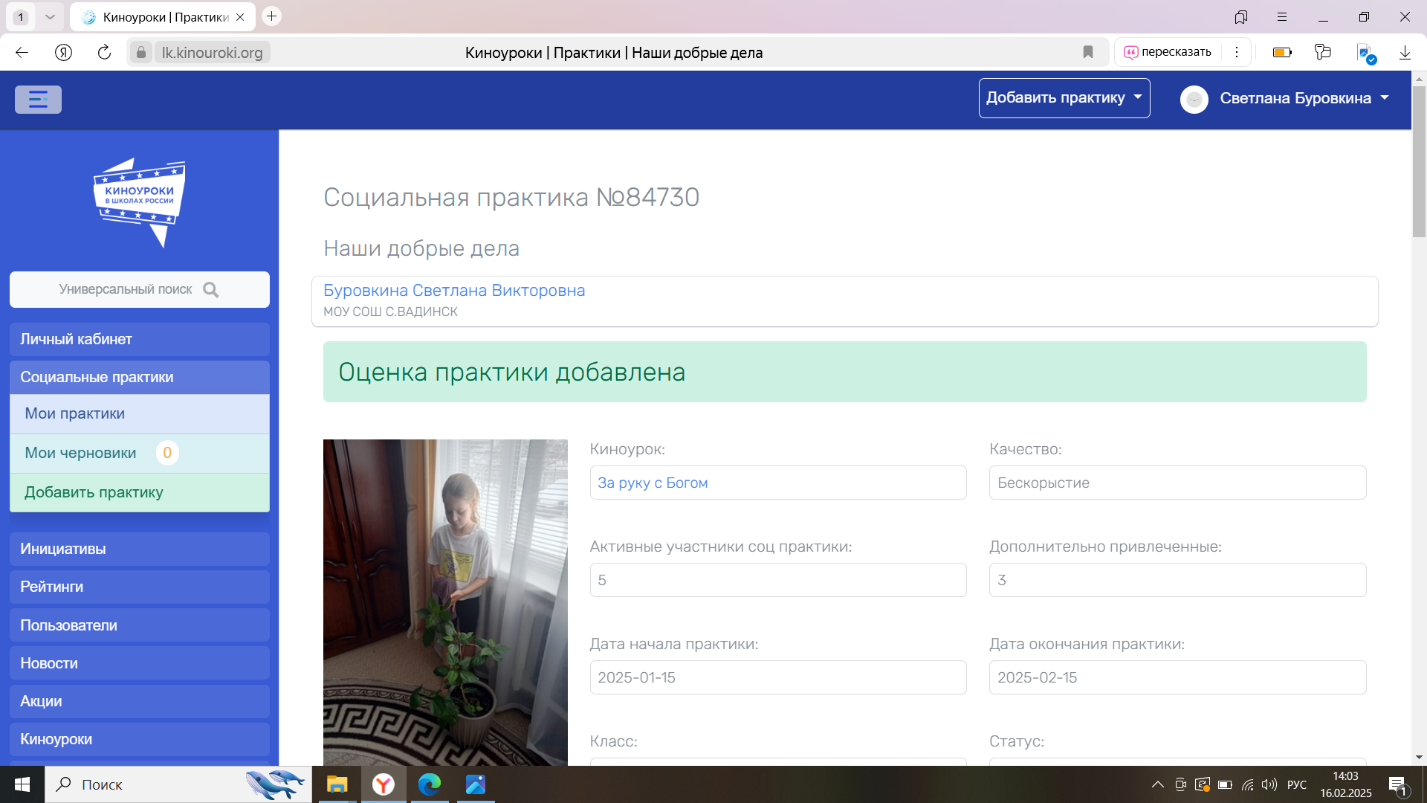 1
Киноуроки | Практики
lk.kinouroki.org
Киноуроки | Практики | Наши добрые дела
пересказать
Добавить практику
Светлана Буровкина
КИНОУРОКИ
В ШКОЛАХ РОССИИ
Универсальный поиск
Личный кабинет
Социальные практики
Мои практики
Мои черновики 0
Добавить практику
Инициативы
Рейтинги
Пользователи
Новости
Акции
Киноуроки
Социальная практика №84730
Наши добрые дела
Буровкина Светлана Викторовна
МОУ СОШ С.ВАДИНСК
Оценка практики добавлена
Киноурок:
За руку с Богом
Качество:
Бескорыстие
Активные участники соц практики:
5
Дополнительно привлеченные:
3
Дата начала практики:
2025-01-15
Дата окончания практики:
2025-02-15
Класс:
Статус:
Поиск
РУС
14:03
16.02.2025
1